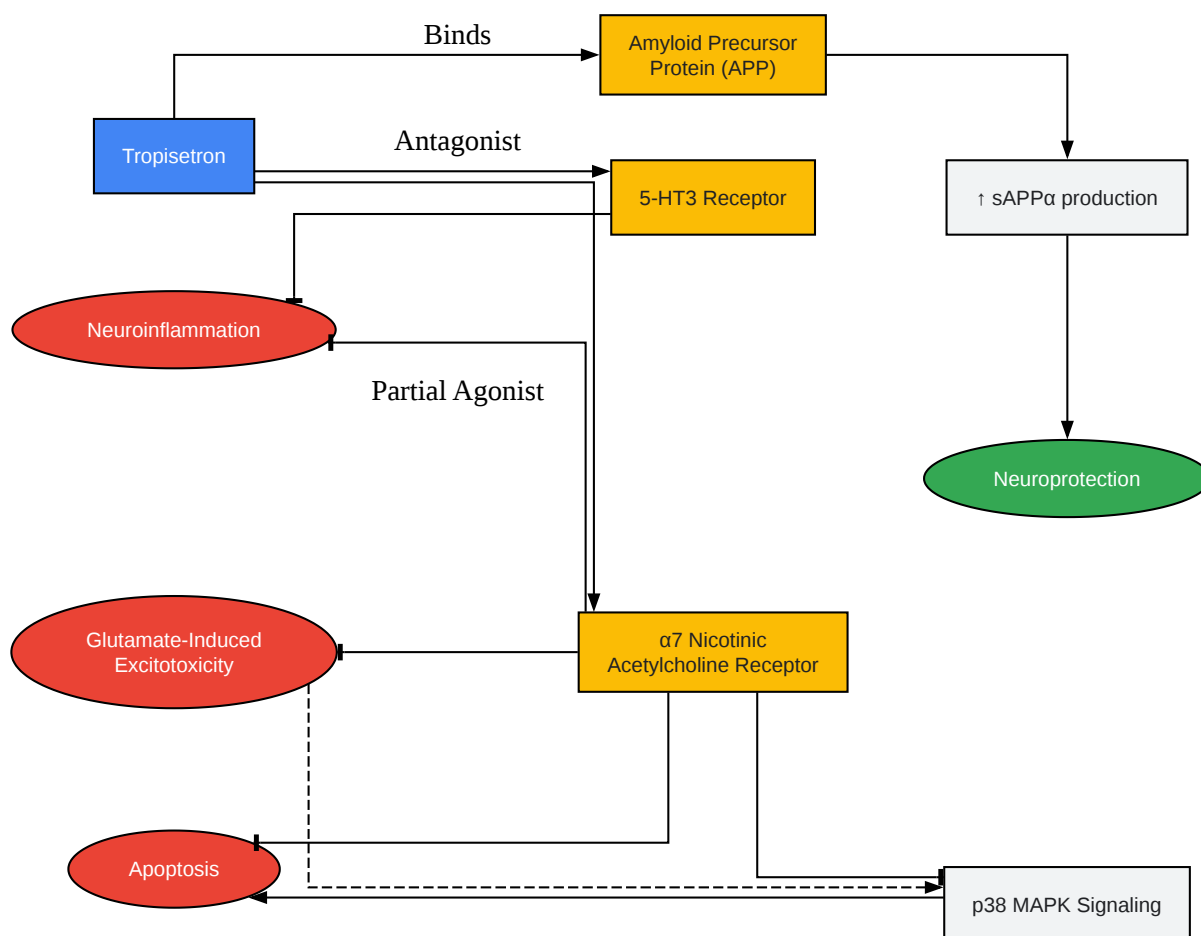 Binds
Amyloid Precursor
Protein (APP)
Tropisetron
Antagonist
5-HT3 Receptor
↑ sAPPα production
Neuroinflammation
Partial Agonist
Neuroprotection
Glutamate-Induced
Excitotoxicity
α7 Nicotinic
Acetylcholine Receptor
Apoptosis
p38 MAPK Signaling